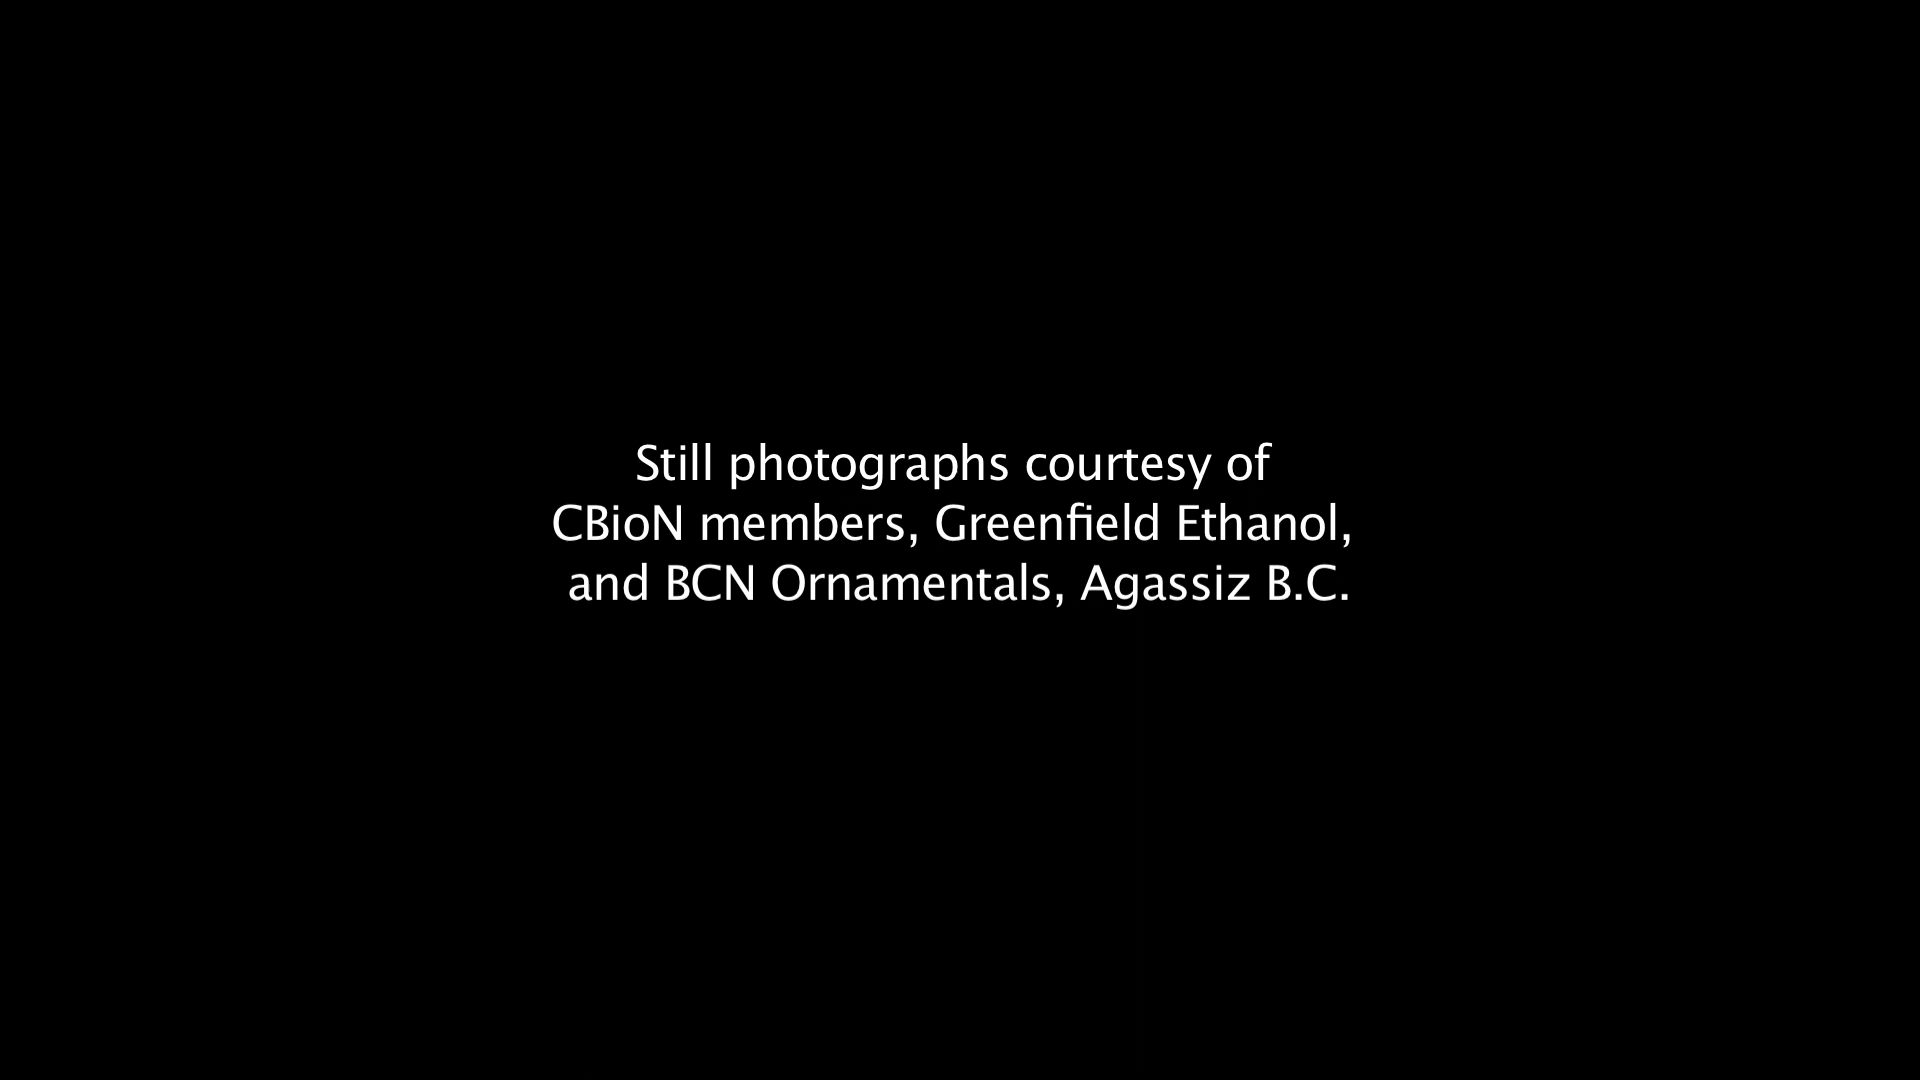 Still photographs courtesy of
CBioN members, Greenfield Ethanol,
and BCN Ornamentals, Agassiz B.C.